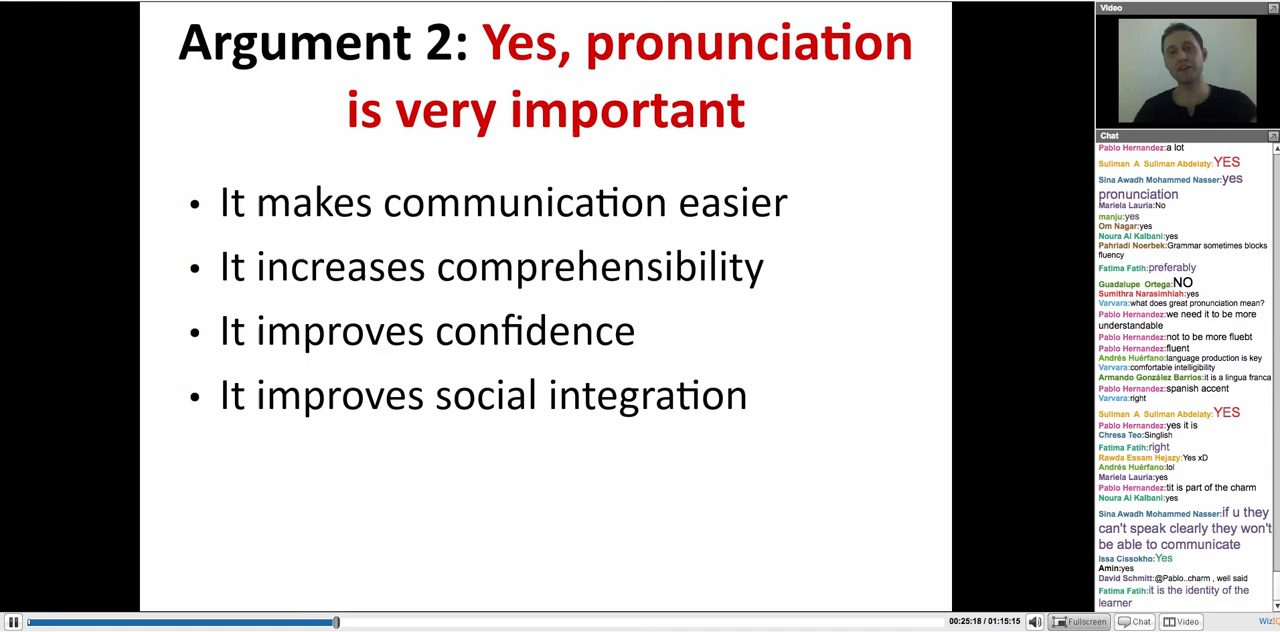 Argument 2: Yes, pronunciation
is very important
• It makes communication easier
• It increases comprehensibility
• It improves confidence
• It improves social integration
Video
Chat
Pablo Hernandez:a lot
Suliman A Suliman Abdelaty:YES
Sina Awadh Mohammed Nasser:yes
pronunciation
Mariela Lauria:No
manju:yes
Om Nagar:yes
Noura Al Kalbani:yes
Pahriadi Noerbek:Grammar sometimes blocks
fluency
Fatima Fatih:preferably
Guadalupe Ortega:NO
Sumithra Narasimhiah:yes
Varvara:what does great pronunciation mean?
Pablo Hernandez:we need it to be more
understandable
Pablo Hernandez:not to be more fluebt
Pablo Hernandez:fluent
Andrés Huérfano:language production is key
Varvara:comfortable intelligibility
Armando González Barrios:it is a lingua franca
Pablo Hernandez:spanish accent
Varvara:right
Suliman A Suliman Abdelaty:YES
Pablo Hernandez:yes it is
Chresa Teo:Singlish
Fatima Fatih:right
Rawda Essam Hejazy:Yes xD
Andrés Huérfano:lol
Mariela Lauria:yes
Pablo Hernandez:tit is part of the charm
Noura Al Kalbani:yes
Sina Awadh Mohammed Nasser:if u they
can't speak clearly they won't
be able to communicate
Issa Cissokho:Yes
Amin:yes
David Schmitt:@Pablo..charm , well said
Fatima Fatih:it is the identity of the
learner
00:25:18 / 01:15:15
Fullscreen
Chat
Video
WizIQ